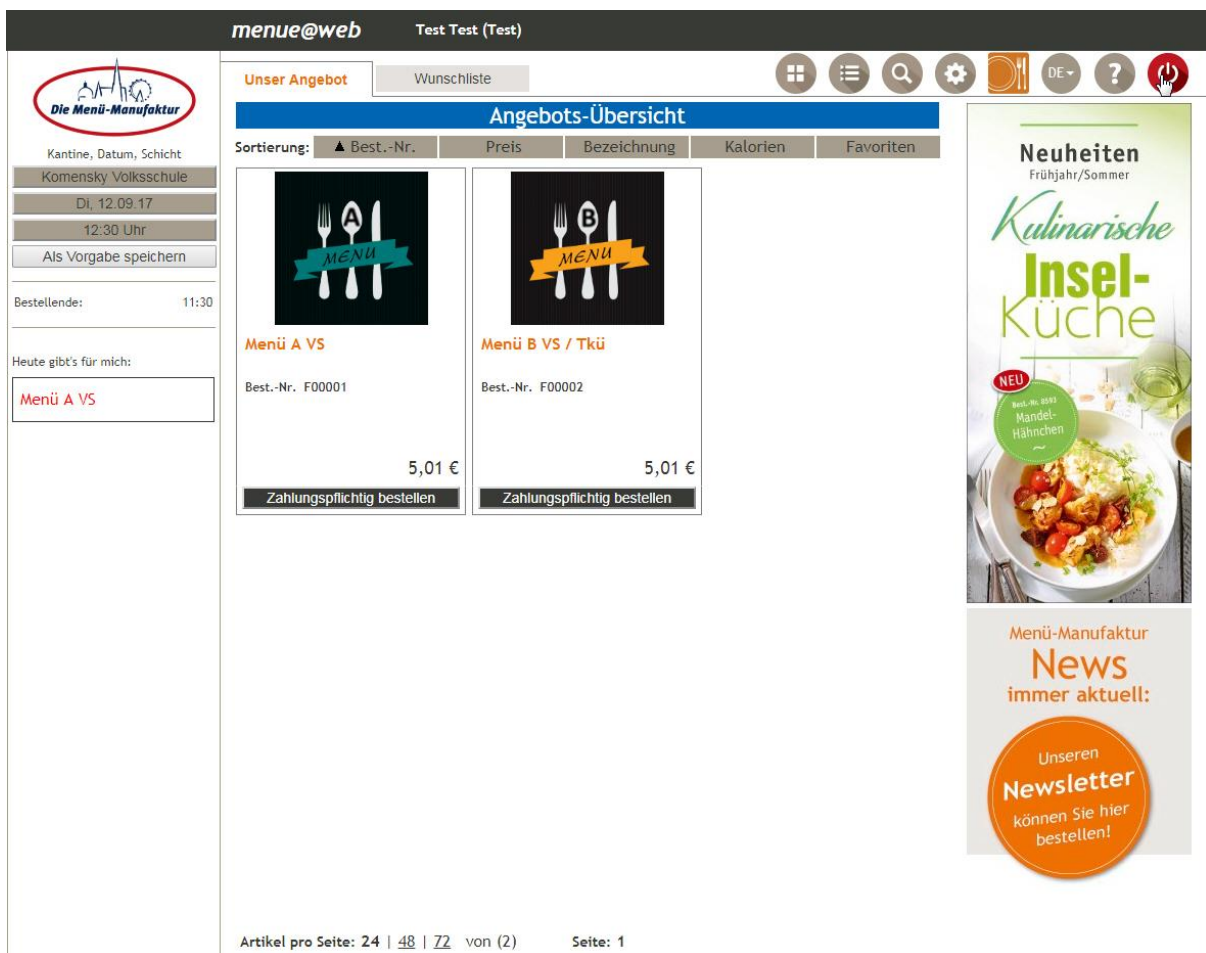 menue@web Test Test (Test)
Die Menü-Manufaktur
Kantine, Datum, Schicht
Komensky Volksschule
Di, 12.09.17
12:30 Uhr
Als Vorgabe speichern
Bestellende: 11:30
Heute gibt's für mich:
Menü A VS
Unser Angebot Wunschliste
DE ?
Angebots-Übersicht
Sortierung: ▲ Best.-Nr. Preis Bezeichnung Kalorien Favoriten
A
MENU
Menü A VS
Best.-Nr. F00001
5,01 €
Zahlungspflichtig bestellen
B
MENU
Menü B VS / Tkü
Best.-Nr. F00002
5,01 €
Zahlungspflichtig bestellen
Artikel pro Seite: 24 | 48 | 72 von (2) Seite: 1
Neuheiten
Frühjahr/Sommer
Kulinarische
Insel-
Küche
NEU
Best.-Nr. 8593
Mandel-
Hähnchen
Menü-Manufaktur
News
immer aktuell:
Unseren
Newsletter
können Sie hier
bestellen!